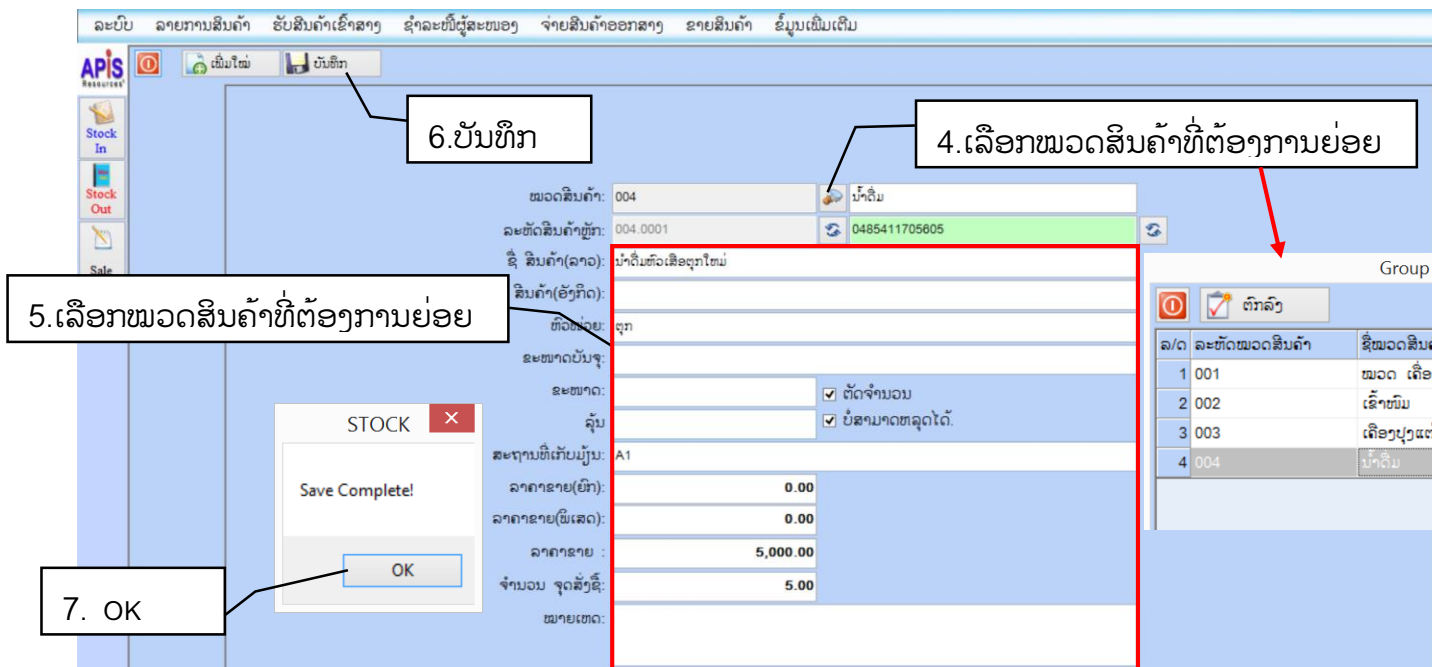 ລະບົບ ລາຍການສິນຄ້າ ຮັບສິນຄ້າເຂົ້າສາງ ຊຳລະໜີ້ຜູ້ສະໜອງ ຈ່າຍສິນຄ້າອອກສາງ ຂາຍສິນຄ້າ ຂໍ້ມູນເພີ່ມເຕີມ
APIS
Resources
ເພີ່ມໃໝ່ ບັນທຶກ
6.ບັນທຶກ
4.ເລືອກໝວດສິນຄ້າທີ່ຕ້ອງການຍ່ອຍ
Stock
In
Stock
Out
Sale
ໝວດສິນຄ້າ: 004 ນ້ຳດື່ມ
ລະຫັດສິນຄ້າຫຼັກ: 004.0001 0485411705605
ຊື່ ສິນຄ້າ(ລາວ): ນ້ຳດື່ມຫົວເສືອຕຸກໃຫມ່
ສິນຄ້າ(ອັງກິດ):
5.ເລືອກໝວດສິນຄ້າທີ່ຕ້ອງການຍ່ອຍ
ຫົວໜ່ວຍ: ຕຸກ
ຂະໜາດບັນຈຸ:
ຂະໜາດ: ຕັດຈຳນວນ
ລຸ້ນ ບໍ່ສາມາດຫລຸດໄດ້.
ສະຖານທີ່ເກັບມ້ຽນ: A1
ລາຄາຂາຍ(ຍົກ): 0.00
ລາຄາຂາຍ(ພິເສດ): 0.00
ລາຄາຂາຍ : 5,000.00
ຈຳນວນ ຈຸດສັ່ງຊື້: 5.00
ໝາຍເຫດ:
STOCK
Save Complete!
OK
7. OK
Group
ຕົກລົງ
ລ/ດ ລະຫັດໝວດສິນຄ້າ
1 001 ໝວດ
2 002 ເຂົ້າໜົມ
3 003
4 004 ນ້ຳດື່ມ